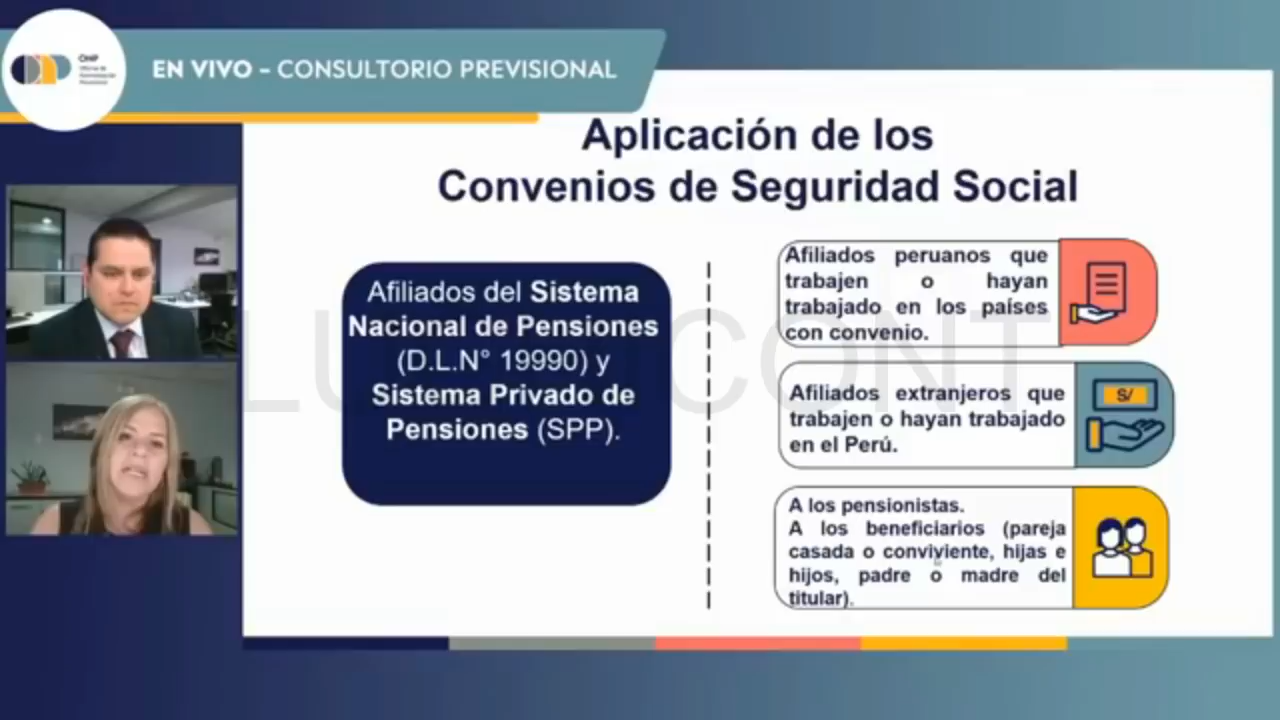 ONP
EN VIVO – CONSULTORIO PREVISIONAL
Aplicación de los
Convenios de Seguridad Social
Afiliados del Sistema
Nacional de Pensiones
(D.L.N° 19990) y
Sistema Privado de
Pensiones (SPP).
Afiliados peruanos que
trabajen o hayan
trabajado en los países
con convenio.
Afiliados extranjeros que
trabajen o hayan trabajado
en el Perú.
S/
A los pensionistas.
A los beneficiarios (pareja
casada o conviviente, hijas e
hijos, padre o madre del
titular).